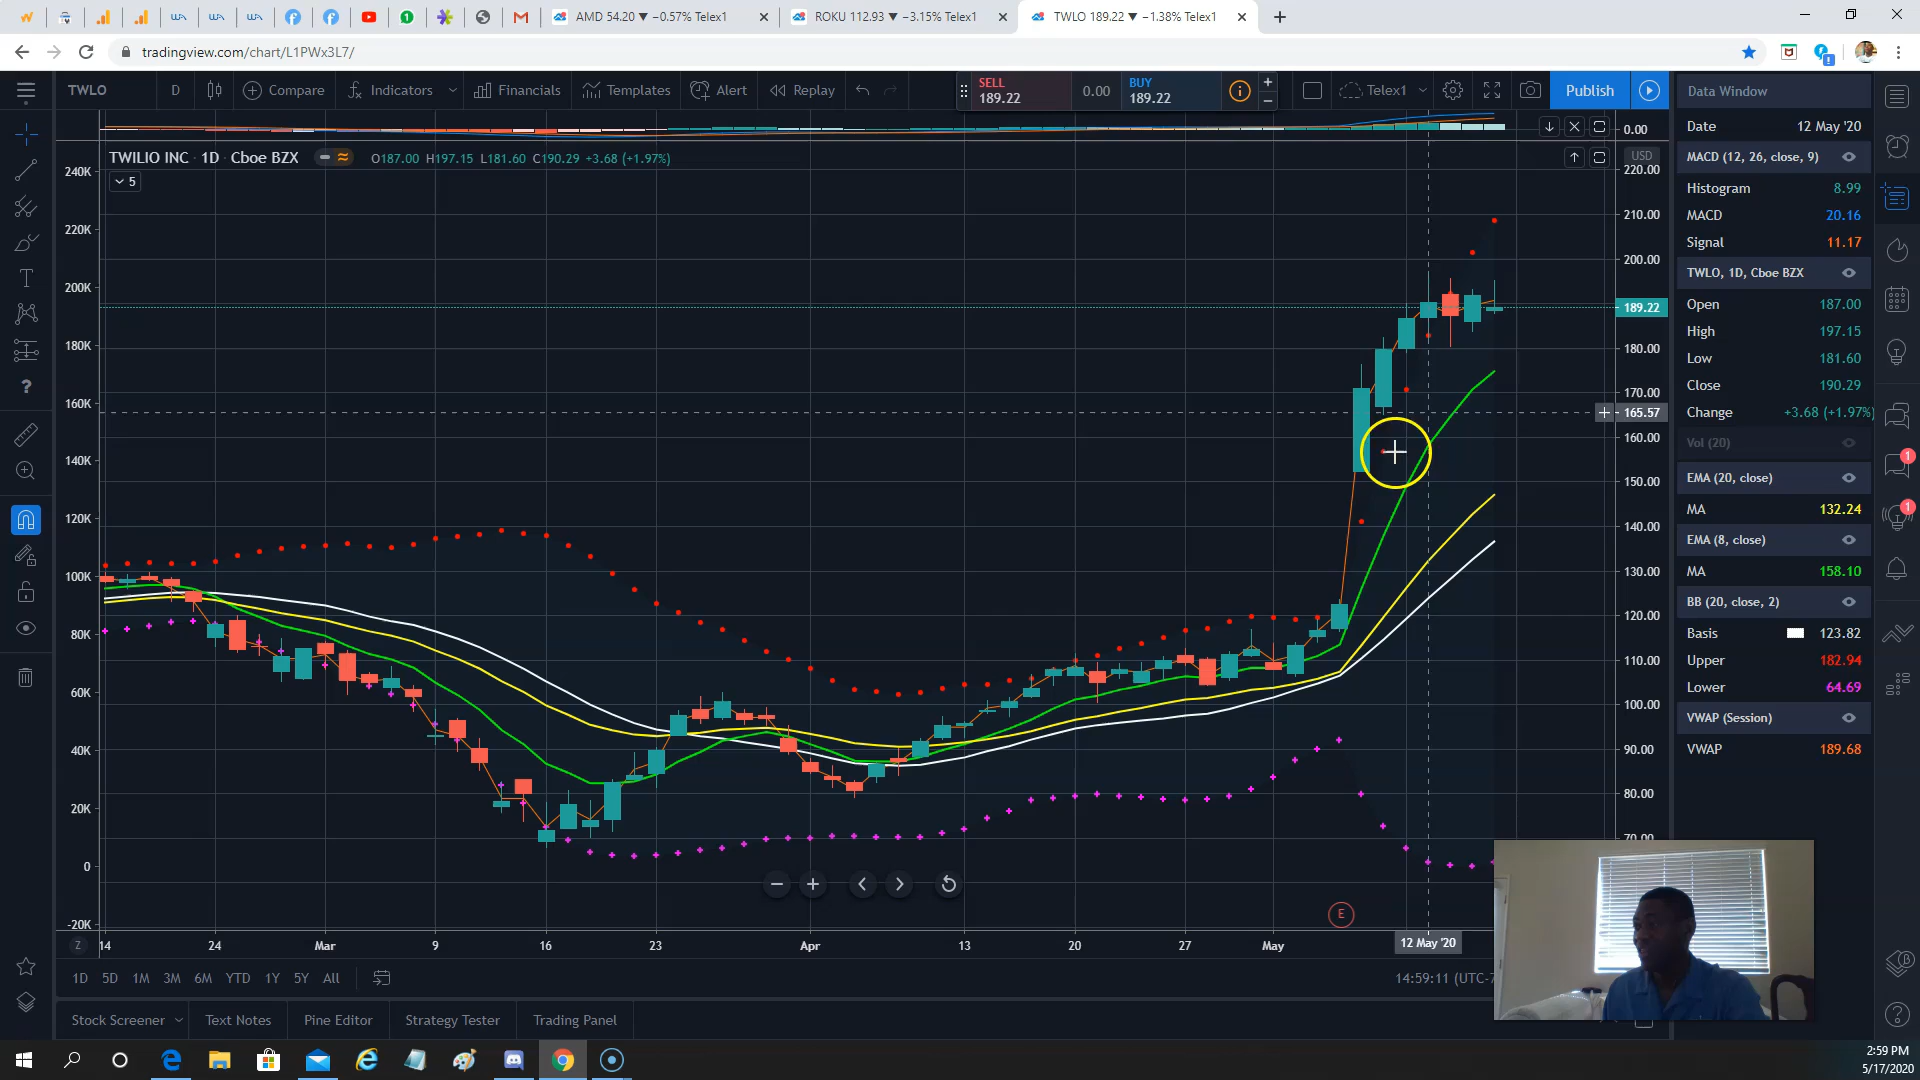 AMD 54.20 ▼ −0.57% Telex1
ROKU 112.93 ▼ −3.15% Telex1
TWLO 189.22 ▼ −1.38% Telex1
tradingview.com/chart/L1PWx3L7/
TWLO
D
Compare
Indicators
Financials
Templates
Alert
Replay
SELL
189.22
0.00
BUY
189.22
Telex1
Publish
Data Window
0.00
TWILIO INC · 1D · Cboe BZX
O187.00 H197.15 L181.60 C190.29 +3.68 (+1.97%)
5
USD
240K
220K
200K
180K
160K
140K
120K
100K
80K
60K
40K
20K
0
-20K
220.00
210.00
200.00
189.22
180.00
170.00
165.57
160.00
150.00
140.00
130.00
120.00
110.00
100.00
90.00
80.00
70.00
Date 12 May '20
MACD (12, 26, close, 9)
Histogram 8.99
MACD 20.16
Signal 11.17
TWLO, 1D, Cboe BZX
Open 187.00
High 197.15
Low 181.60
Close 190.29
Change +3.68 (+1.97%)
Vol (20)
EMA (20, close)
MA 132.24
EMA (8, close)
MA 158.10
BB (20, close, 2)
Basis 123.82
Upper 182.94
Lower 64.69
VWAP (Session)
VWAP 189.68
1
1
E
Z
14 24 Mar 9 16 23 Apr 13 20 27 May 12 May '20
1D 5D 1M 3M 6M YTD 1Y 5Y All
14:59:11 (UTC-7
Stock Screener
Text Notes
Pine Editor
Strategy Tester
Trading Panel
2:59 PM
5/17/2020